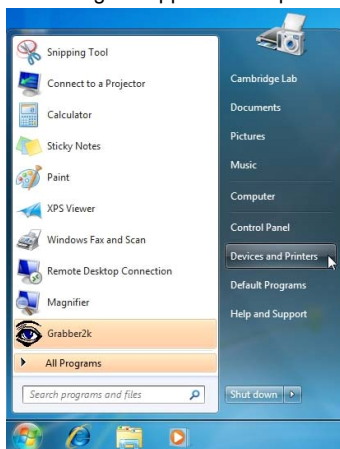 Snipping Tool
Connect to a Projector
Calculator
Sticky Notes
Paint
XPS Viewer
Windows Fax and Scan
Remote Desktop Connection
Magnifier
Grabber2k
All Programs
Search programs and files
Cambridge Lab
Documents
Pictures
Music
Computer
Control Panel
Devices and Printers
Default Programs
Help and Support
Shut down